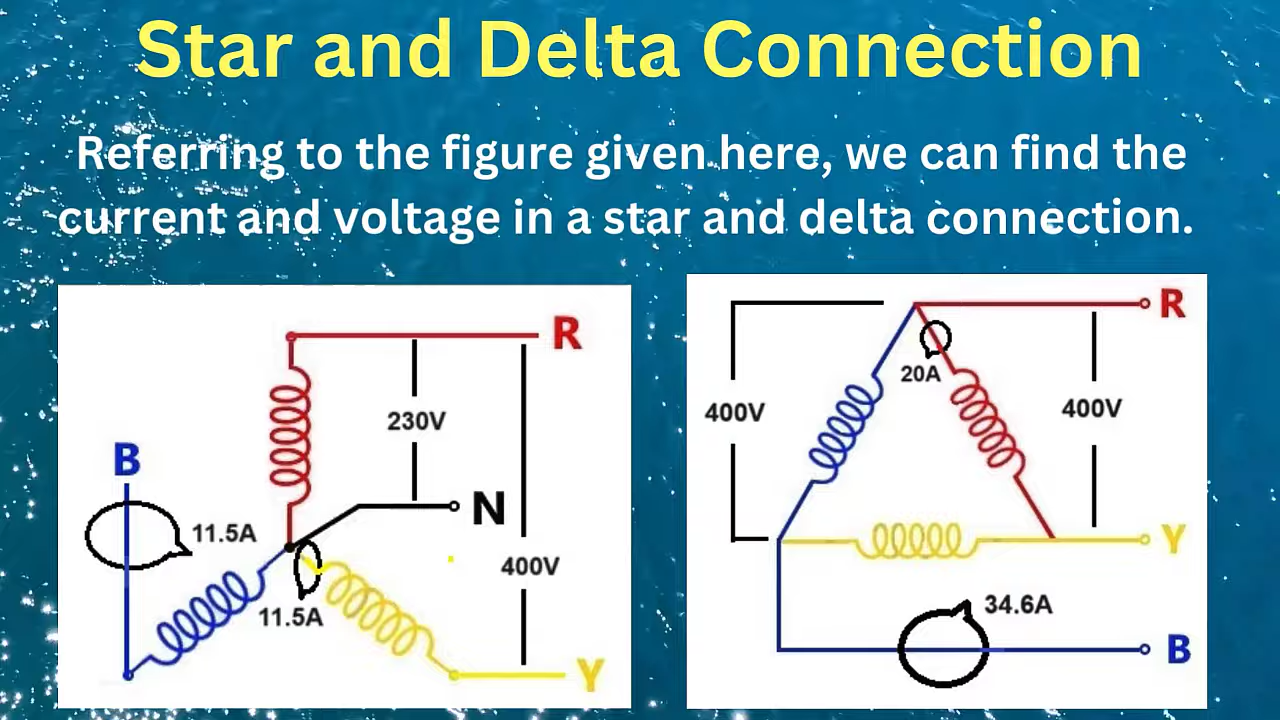 Star and Delta Connection
Referring to the figure given here, we can find the
current and voltage in a star and delta connection.
R
230V
B
N
11.5A
400V
11.5A
Y
R
20A
400V
400V
Y
34.6A
B